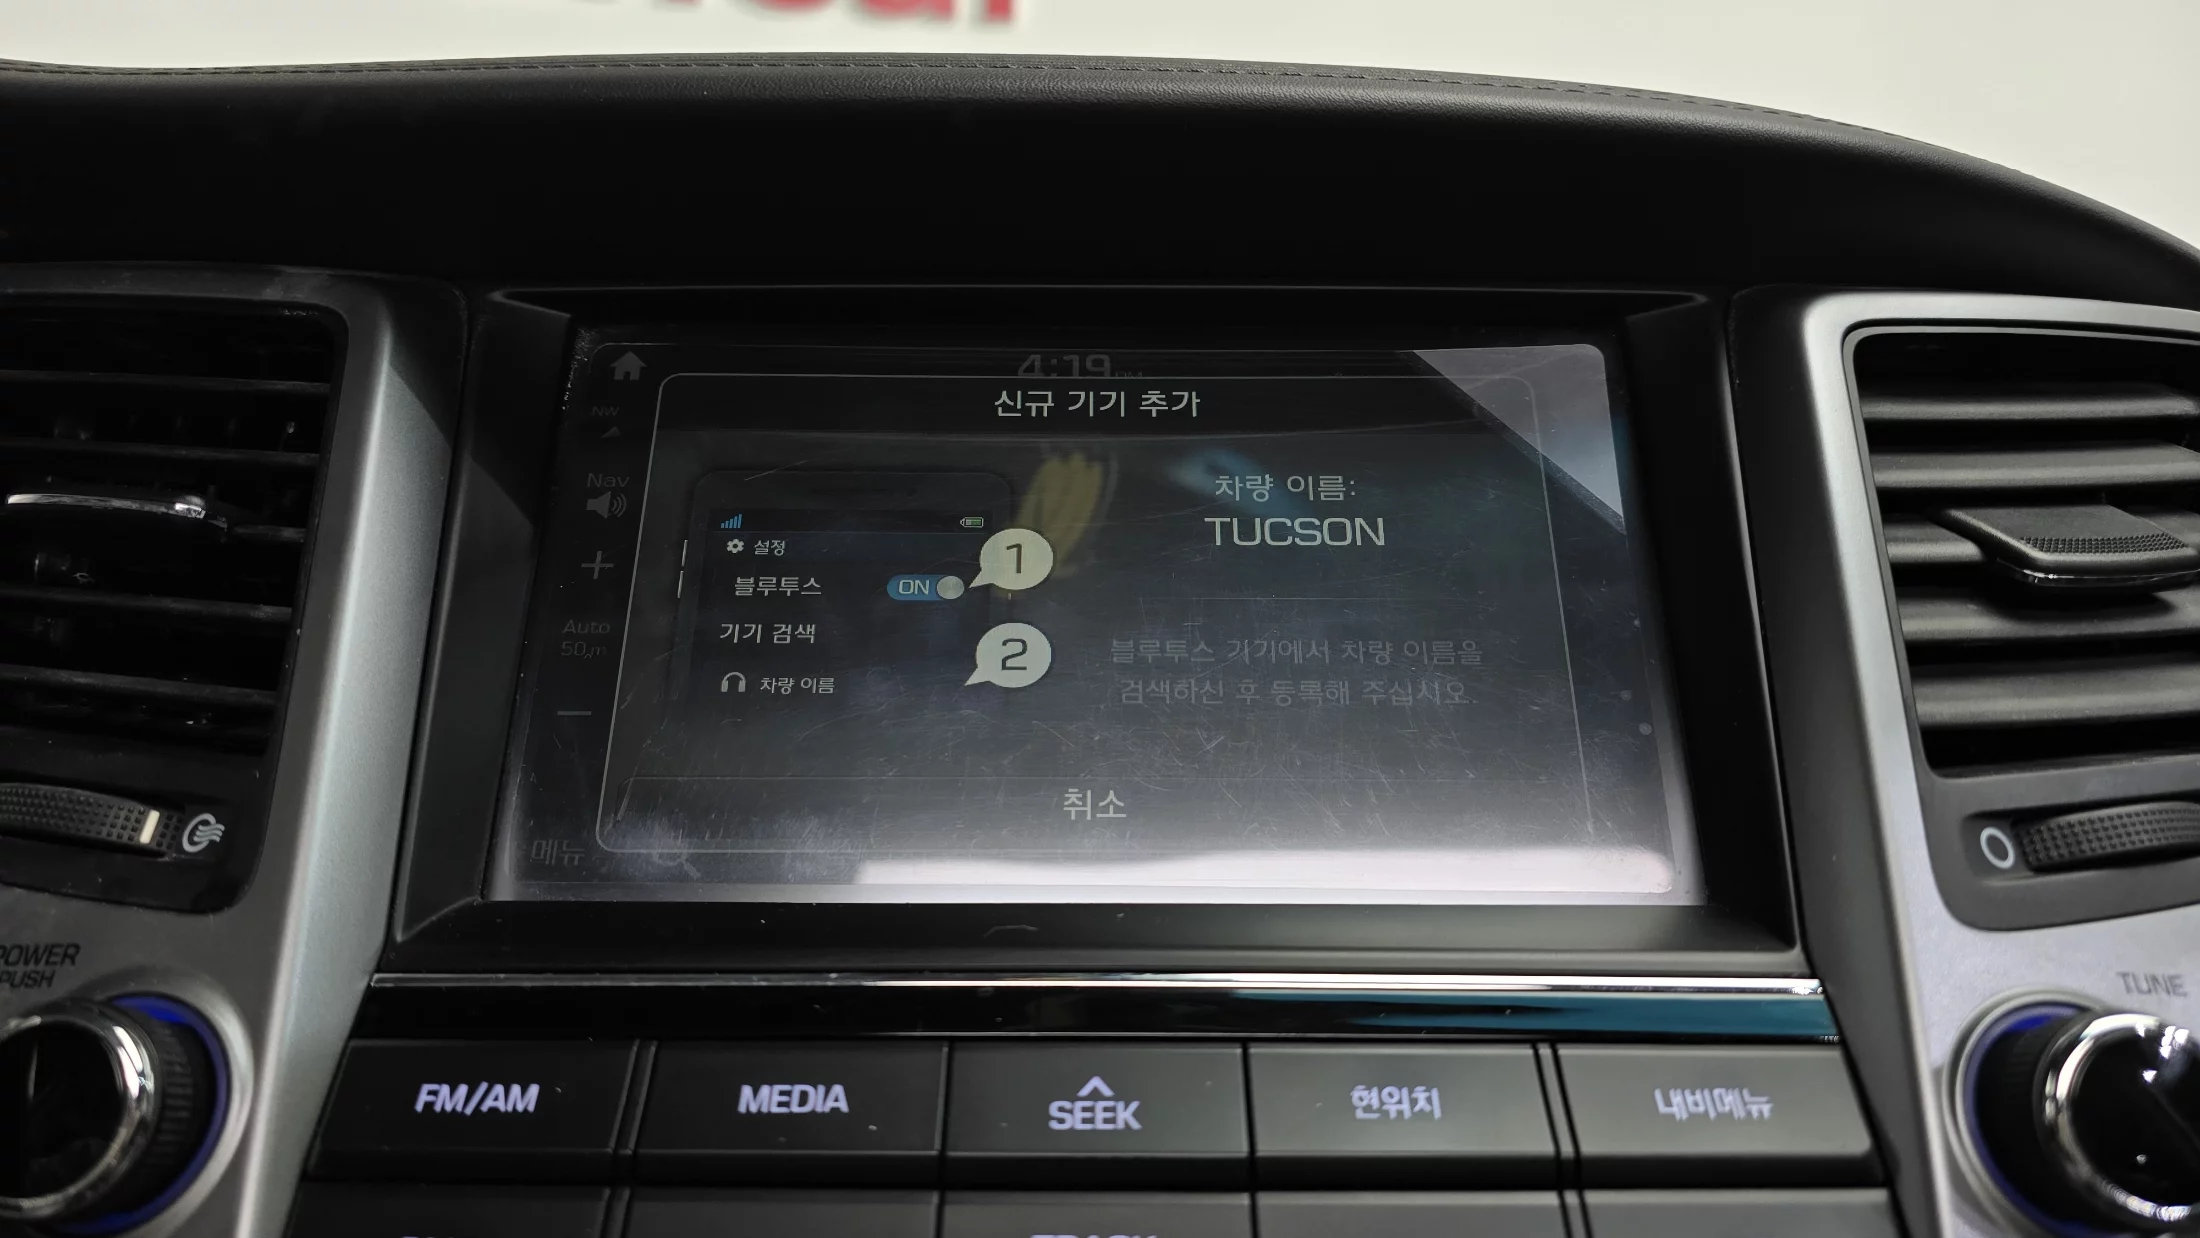 4:19 PM
신규 기기 추가
NW
Nav
Auto
50m
설정
블루투스 ON
1
기기 검색
2
차량 이름
차량 이름:
TUCSON
블루투스 기기에서 차량 이름을
검색하신 후 등록해 주십시오.
취소
메뉴
POWER
PUSH
TUNE
FM/AM
MEDIA
SEEK
현위치
내비메뉴
TRACK